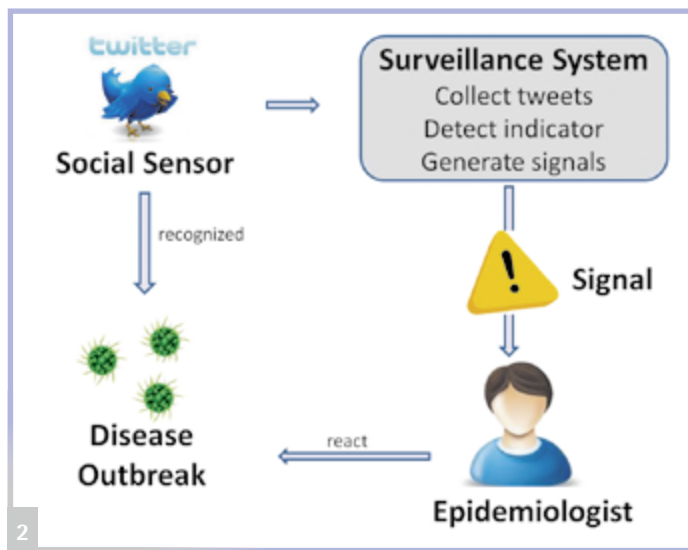 twitter
Social Sensor
Surveillance System
Collect tweets
Detect indicator
Generate signals
recognized
Signal
Disease
Outbreak
react
Epidemiologist
2